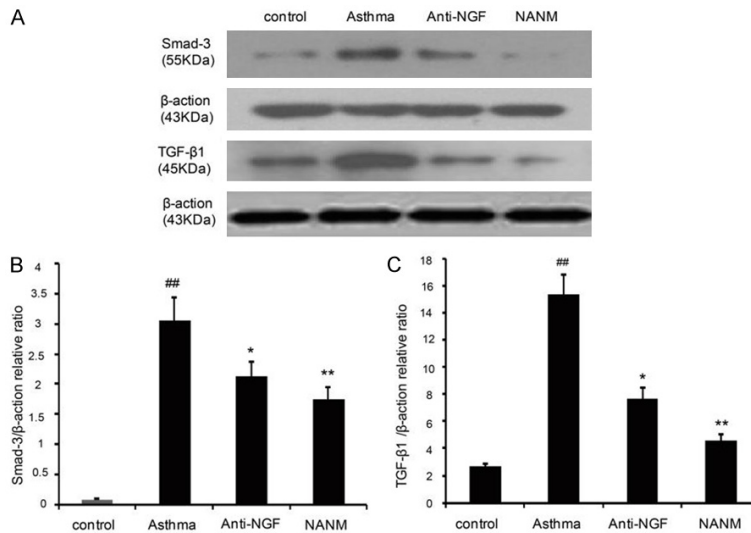 A
control Asthma Anti-NGF NANM
Smad-3
(55KDa)
β-action
(43KDa)
TGF-β1
(45KDa)
β-action
(43KDa)
B
Smad-3/β-action relative ratio
4
3.5
3
2.5
2
1.5
1
0.5
0
##
*
**
control Asthma Anti-NGF NANM
C
TGF-β1 /β-action relative ratio
18
16
14
12
10
8
6
4
2
0
##
*
**
control Asthma Anti-NGF NANM